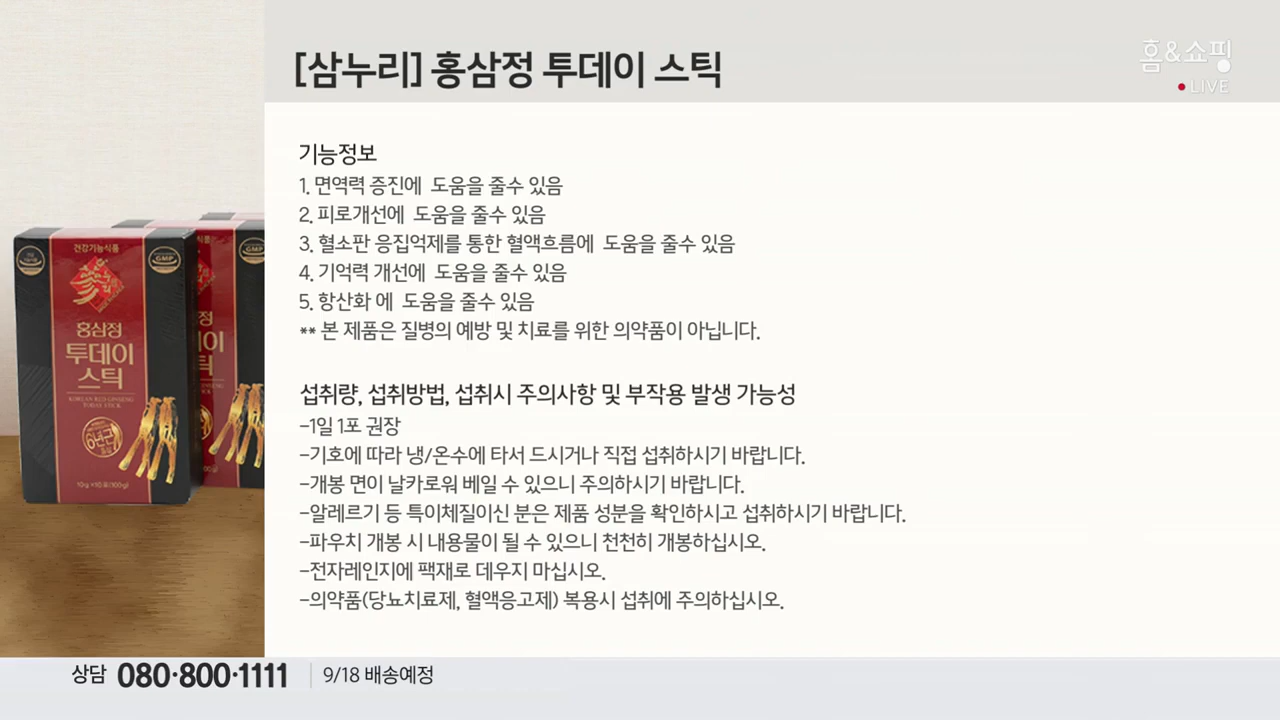 [삼누리] 홍삼정 투데이 스틱
홈&쇼핑
LIVE
기능정보
1. 면역력 증진에 도움을 줄수 있음
2. 피로개선에 도움을 줄수 있음
3. 혈소판 응집억제를 통한 혈액흐름에 도움을 줄수 있음
4. 기억력 개선에 도움을 줄수 있음
5. 항산화 에 도움을 줄수 있음
** 본 제품은 질병의 예방 및 치료를 위한 의약품이 아닙니다.
섭취량, 섭취방법, 섭취시 주의사항 및 부작용 발생 가능성
-1일 1포 권장
-기호에 따라 냉/온수에 타서 드시거나 직접 섭취하시기 바랍니다.
-개봉 면이 날카로워 베일 수 있으니 주의하시기 바랍니다.
-알레르기 등 특이체질이신 분은 제품 성분을 확인하시고 섭취하시기 바랍니다.
-파우치 개봉 시 내용물이 될 수 있으니 천천히 개봉하십시오.
-전자레인지에 팩재로 데우지 마십시오.
-의약품(당뇨치료제, 혈액응고제) 복용시 섭취에 주의하십시오.
건강기능식품
GMP
홍삼정
투데이
스틱
KOREAN RED GINSENG
TODAY STICK
6년근
10g×10포(100g)
GMP
상담 080·800·1111 9/18 배송예정